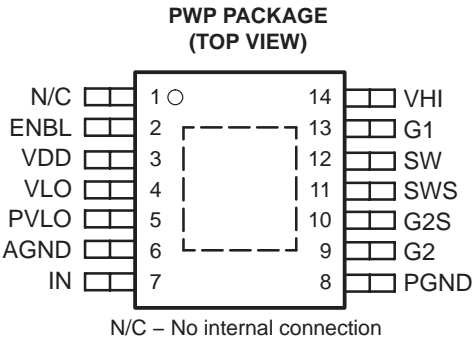 PWP PACKAGE
(TOP VIEW)
N/C 1 14 VHI
ENBL 2 13 G1
VDD 3 12 SW
VLO 4 11 SWS
PVLO 5 10 G2S
AGND 6 9 G2
IN 7 8 PGND
N/C – No internal connection